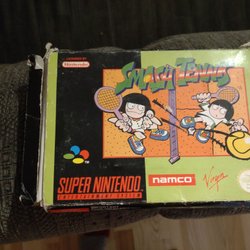 Nintendo
SMASH TENNIS
SUPER NINTENDO
ENTERTAINMENT SYSTEM
namco
Virgin